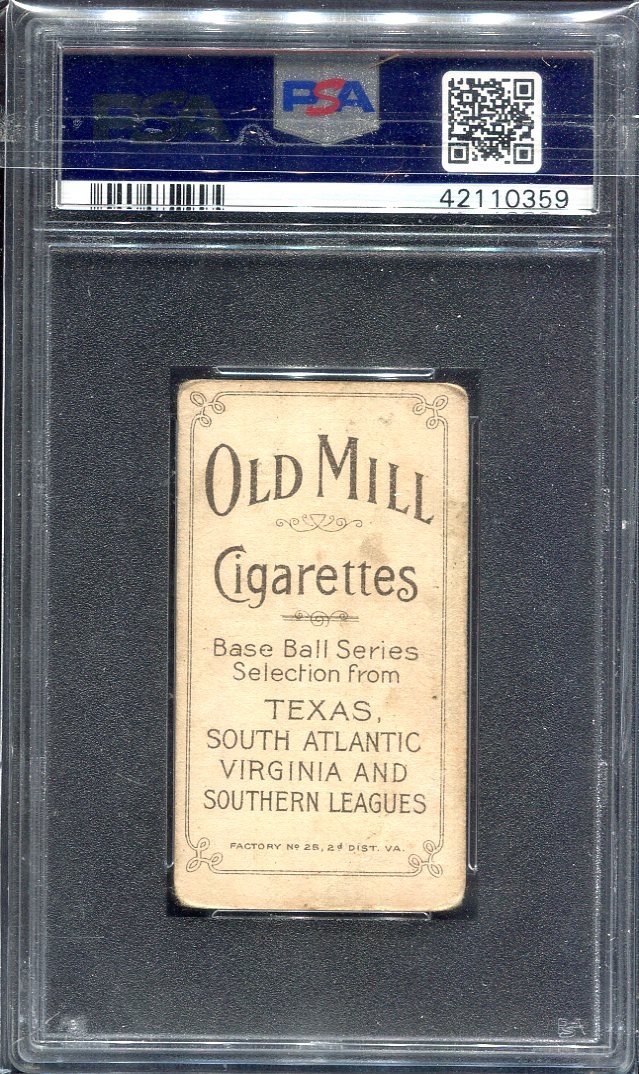 PSA
PSA
42110359
OLD MILL
Cigarettes
Base Ball Series
Selection from
TEXAS,
SOUTH ATLANTIC
VIRGINIA AND
SOUTHERN LEAGUES
FACTORY Nº 25, 2d DIST. VA.
PSA